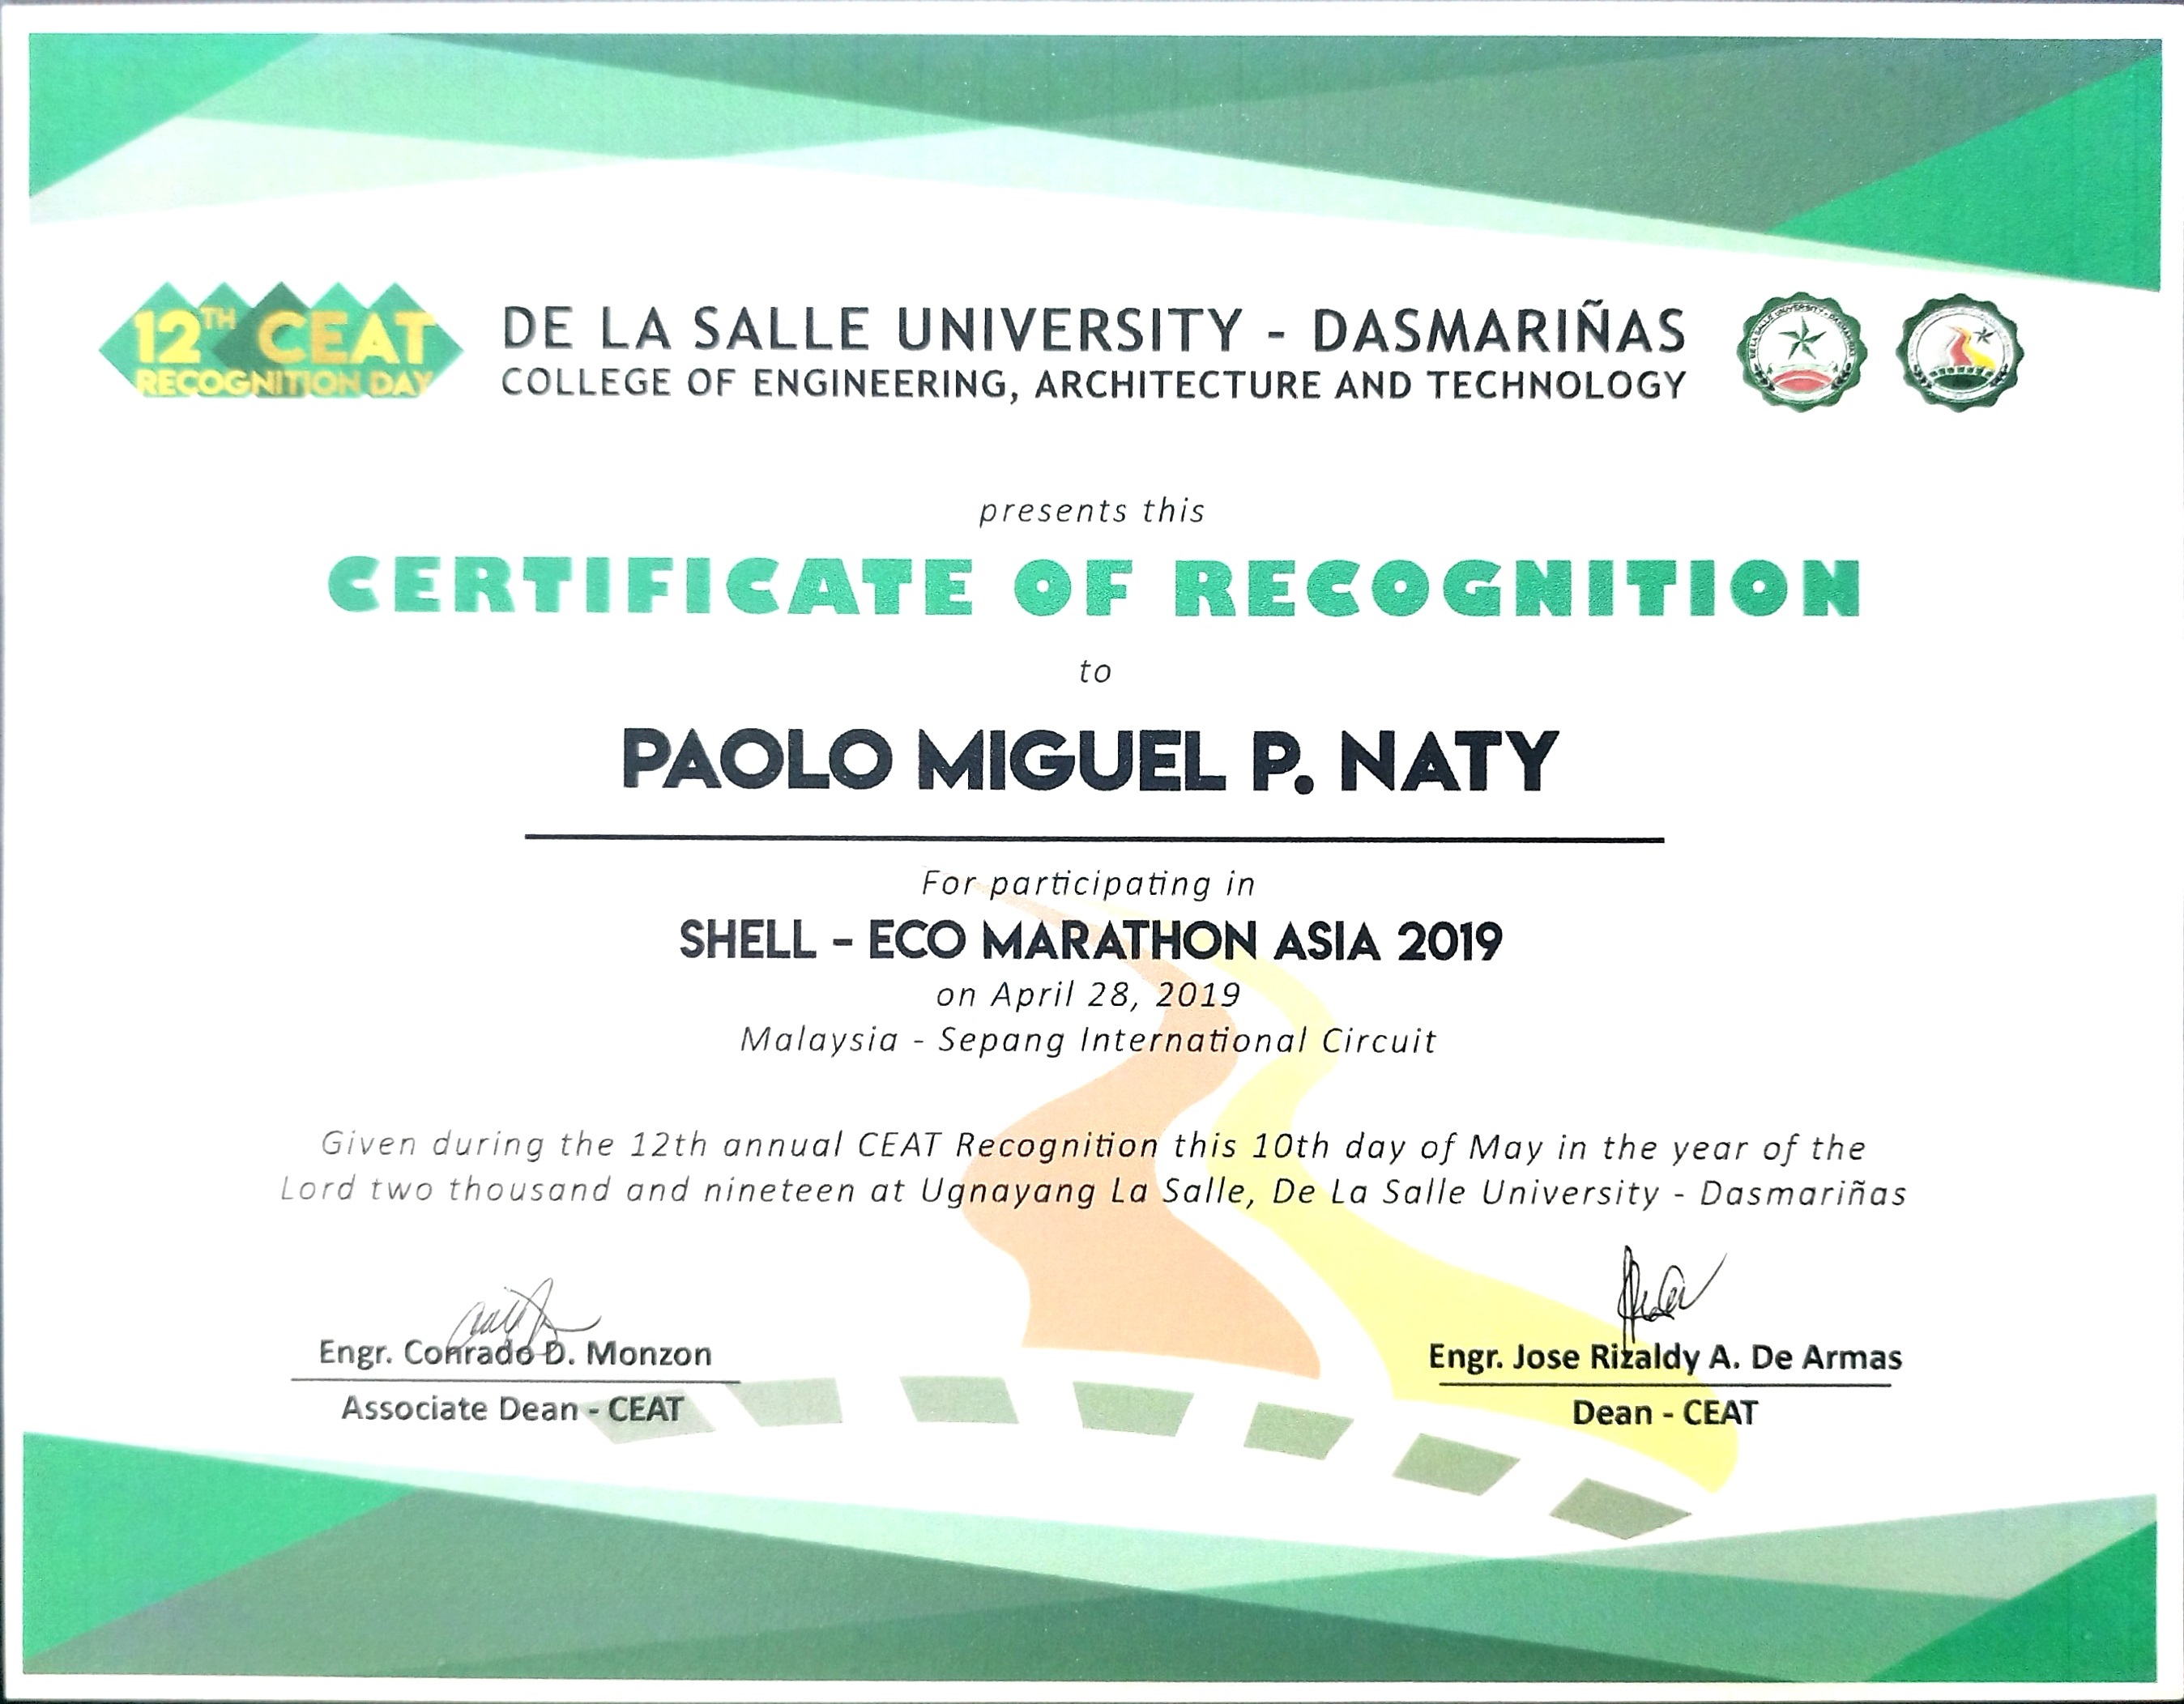 12TH CEAT
RECOGNITION DAY
DE LA SALLE UNIVERSITY - DASMARIÑAS
COLLEGE OF ENGINEERING, ARCHITECTURE AND TECHNOLOGY
presents this
CERTIFICATE OF RECOGNITION
to
PAOLO MIGUEL P. NATY
For participating in
SHELL - ECO MARATHON ASIA 2019
on April 28, 2019
Malaysia - Sepang International Circuit
Given during the 12th annual CEAT Recognition this 10th day of May in the year of the
Lord two thousand and nineteen at Ugnayang La Salle, De La Salle University - Dasmariñas
Engr. Conrado D. Monzon
Associate Dean - CEAT
Engr. Jose Rizaldy A. De Armas
Dean - CEAT